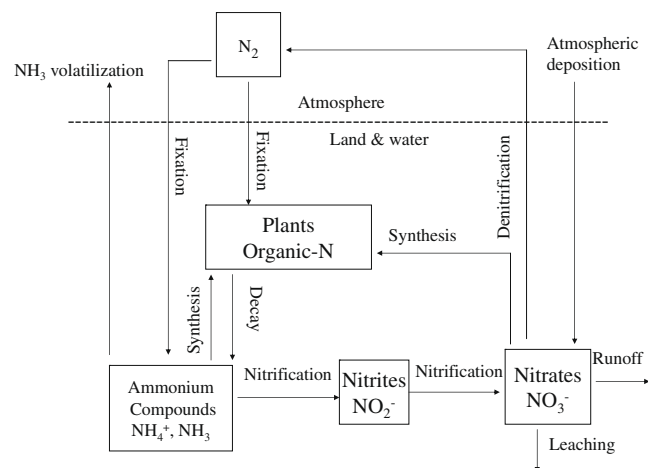 N₂
Atmospheric
deposition
NH₃ volatilization
Atmosphere
Land & water
Fixation
Fixation
Denitrification
Plants
Organic-N
Synthesis
Synthesis
Decay
Nitrification
Nitrification
Runoff
Ammonium
Compounds
NH₄⁺, NH₃
Nitrites
NO₂⁻
Nitrates
NO₃⁻
Leaching